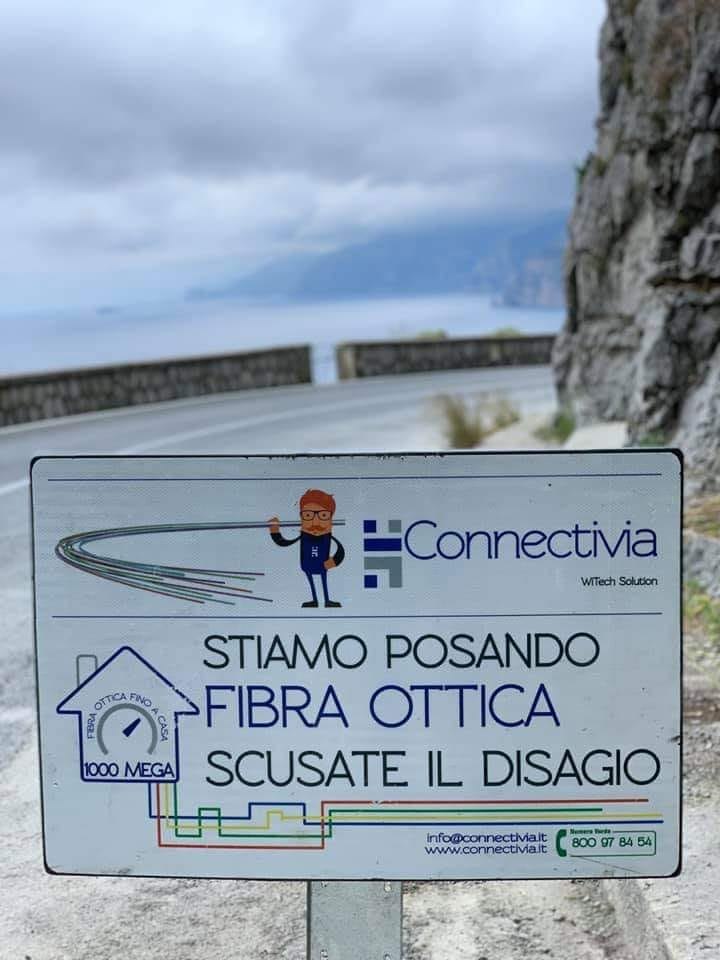 Connectivia
WITech Solution
STIAMO POSANDO
FIBRA OTTICA
SCUSATE IL DISAGIO
FIBRA OTTICA FINO A CASA
1000 MEGA
info@connectivia.it
www.connectivia.it
Numero Verde
800 97 84 54